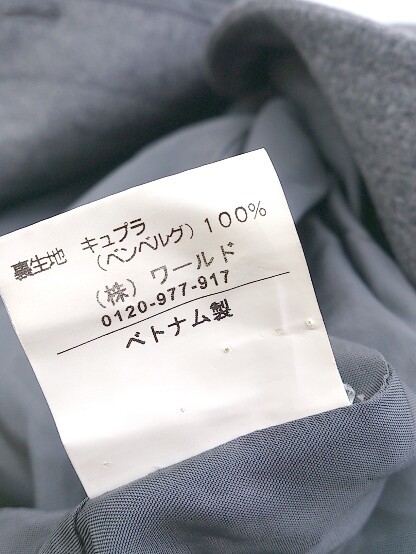 裏生地 キュプラ
(ベンベルグ) 100%
(株) ワールド
0120-977-917
ベトナム製